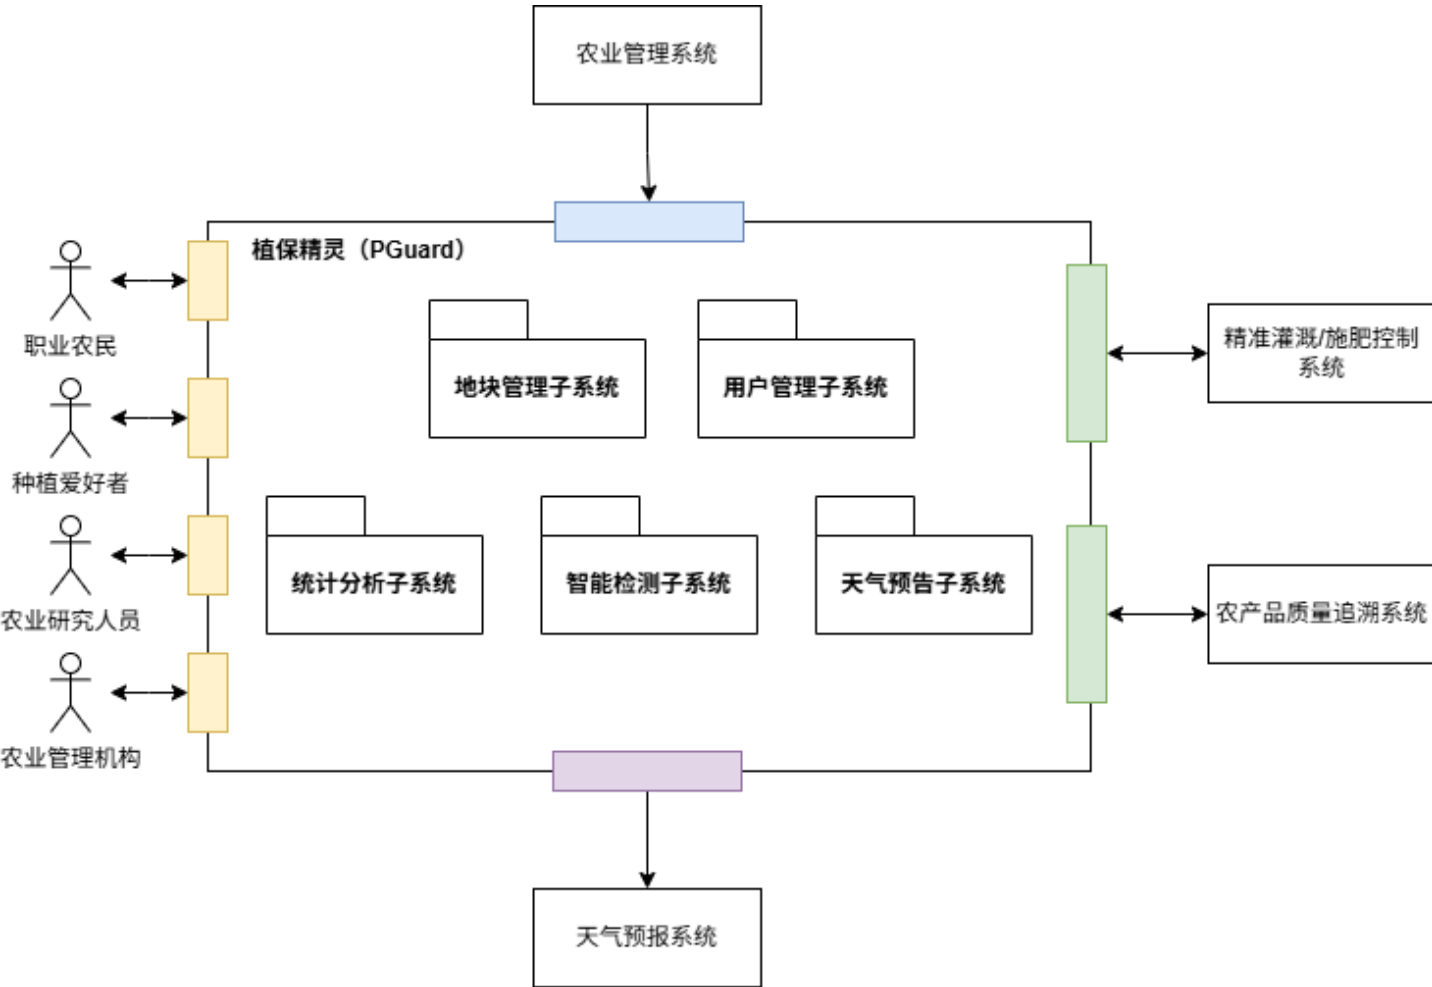 农业管理系统
植保精灵（PGuard）
职业农民
种植爱好者
农业研究人员
农业管理机构
地块管理子系统
用户管理子系统
统计分析子系统
智能检测子系统
天气预告子系统
精准灌溉/施肥控制
系统
农产品质量追溯系统
天气预报系统